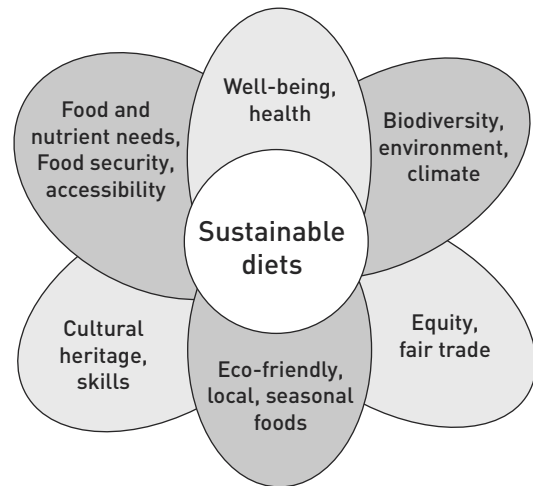 Well-being,
health
Biodiversity,
environment,
climate
Equity,
fair trade
Eco-friendly,
local, seasonal
foods
Cultural
heritage,
skills
Food and
nutrient needs,
Food security,
accessibility
Sustainable
diets